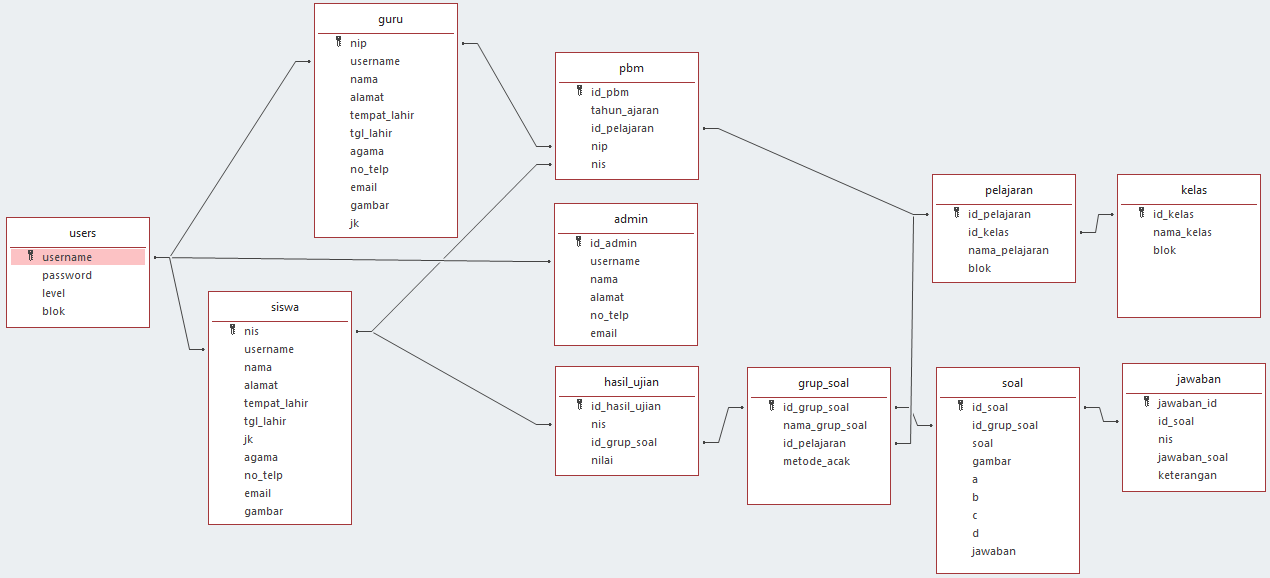 guru
nip
username
nama
alamat
tempat_lahir
tgl_lahir
agama
no_telp
email
gambar
jk
pbm
id_pbm
tahun_ajaran
id_pelajaran
nip
nis
users
username
password
level
blok
admin
id_admin
username
nama
alamat
no_telp
email
pelajaran
id_pelajaran
id_kelas
nama_pelajaran
blok
kelas
id_kelas
nama_kelas
blok
siswa
nis
username
nama
alamat
tempat_lahir
tgl_lahir
jk
agama
no_telp
email
gambar
hasil_ujian
id_hasil_ujian
nis
id_grup_soal
nilai
grup_soal
id_grup_soal
nama_grup_soal
id_pelajaran
metode_acak
soal
id_soal
id_grup_soal
soal
gambar
a
b
c
d
jawaban
jawaban
jawaban_id
id_soal
nis
jawaban_soal
keterangan